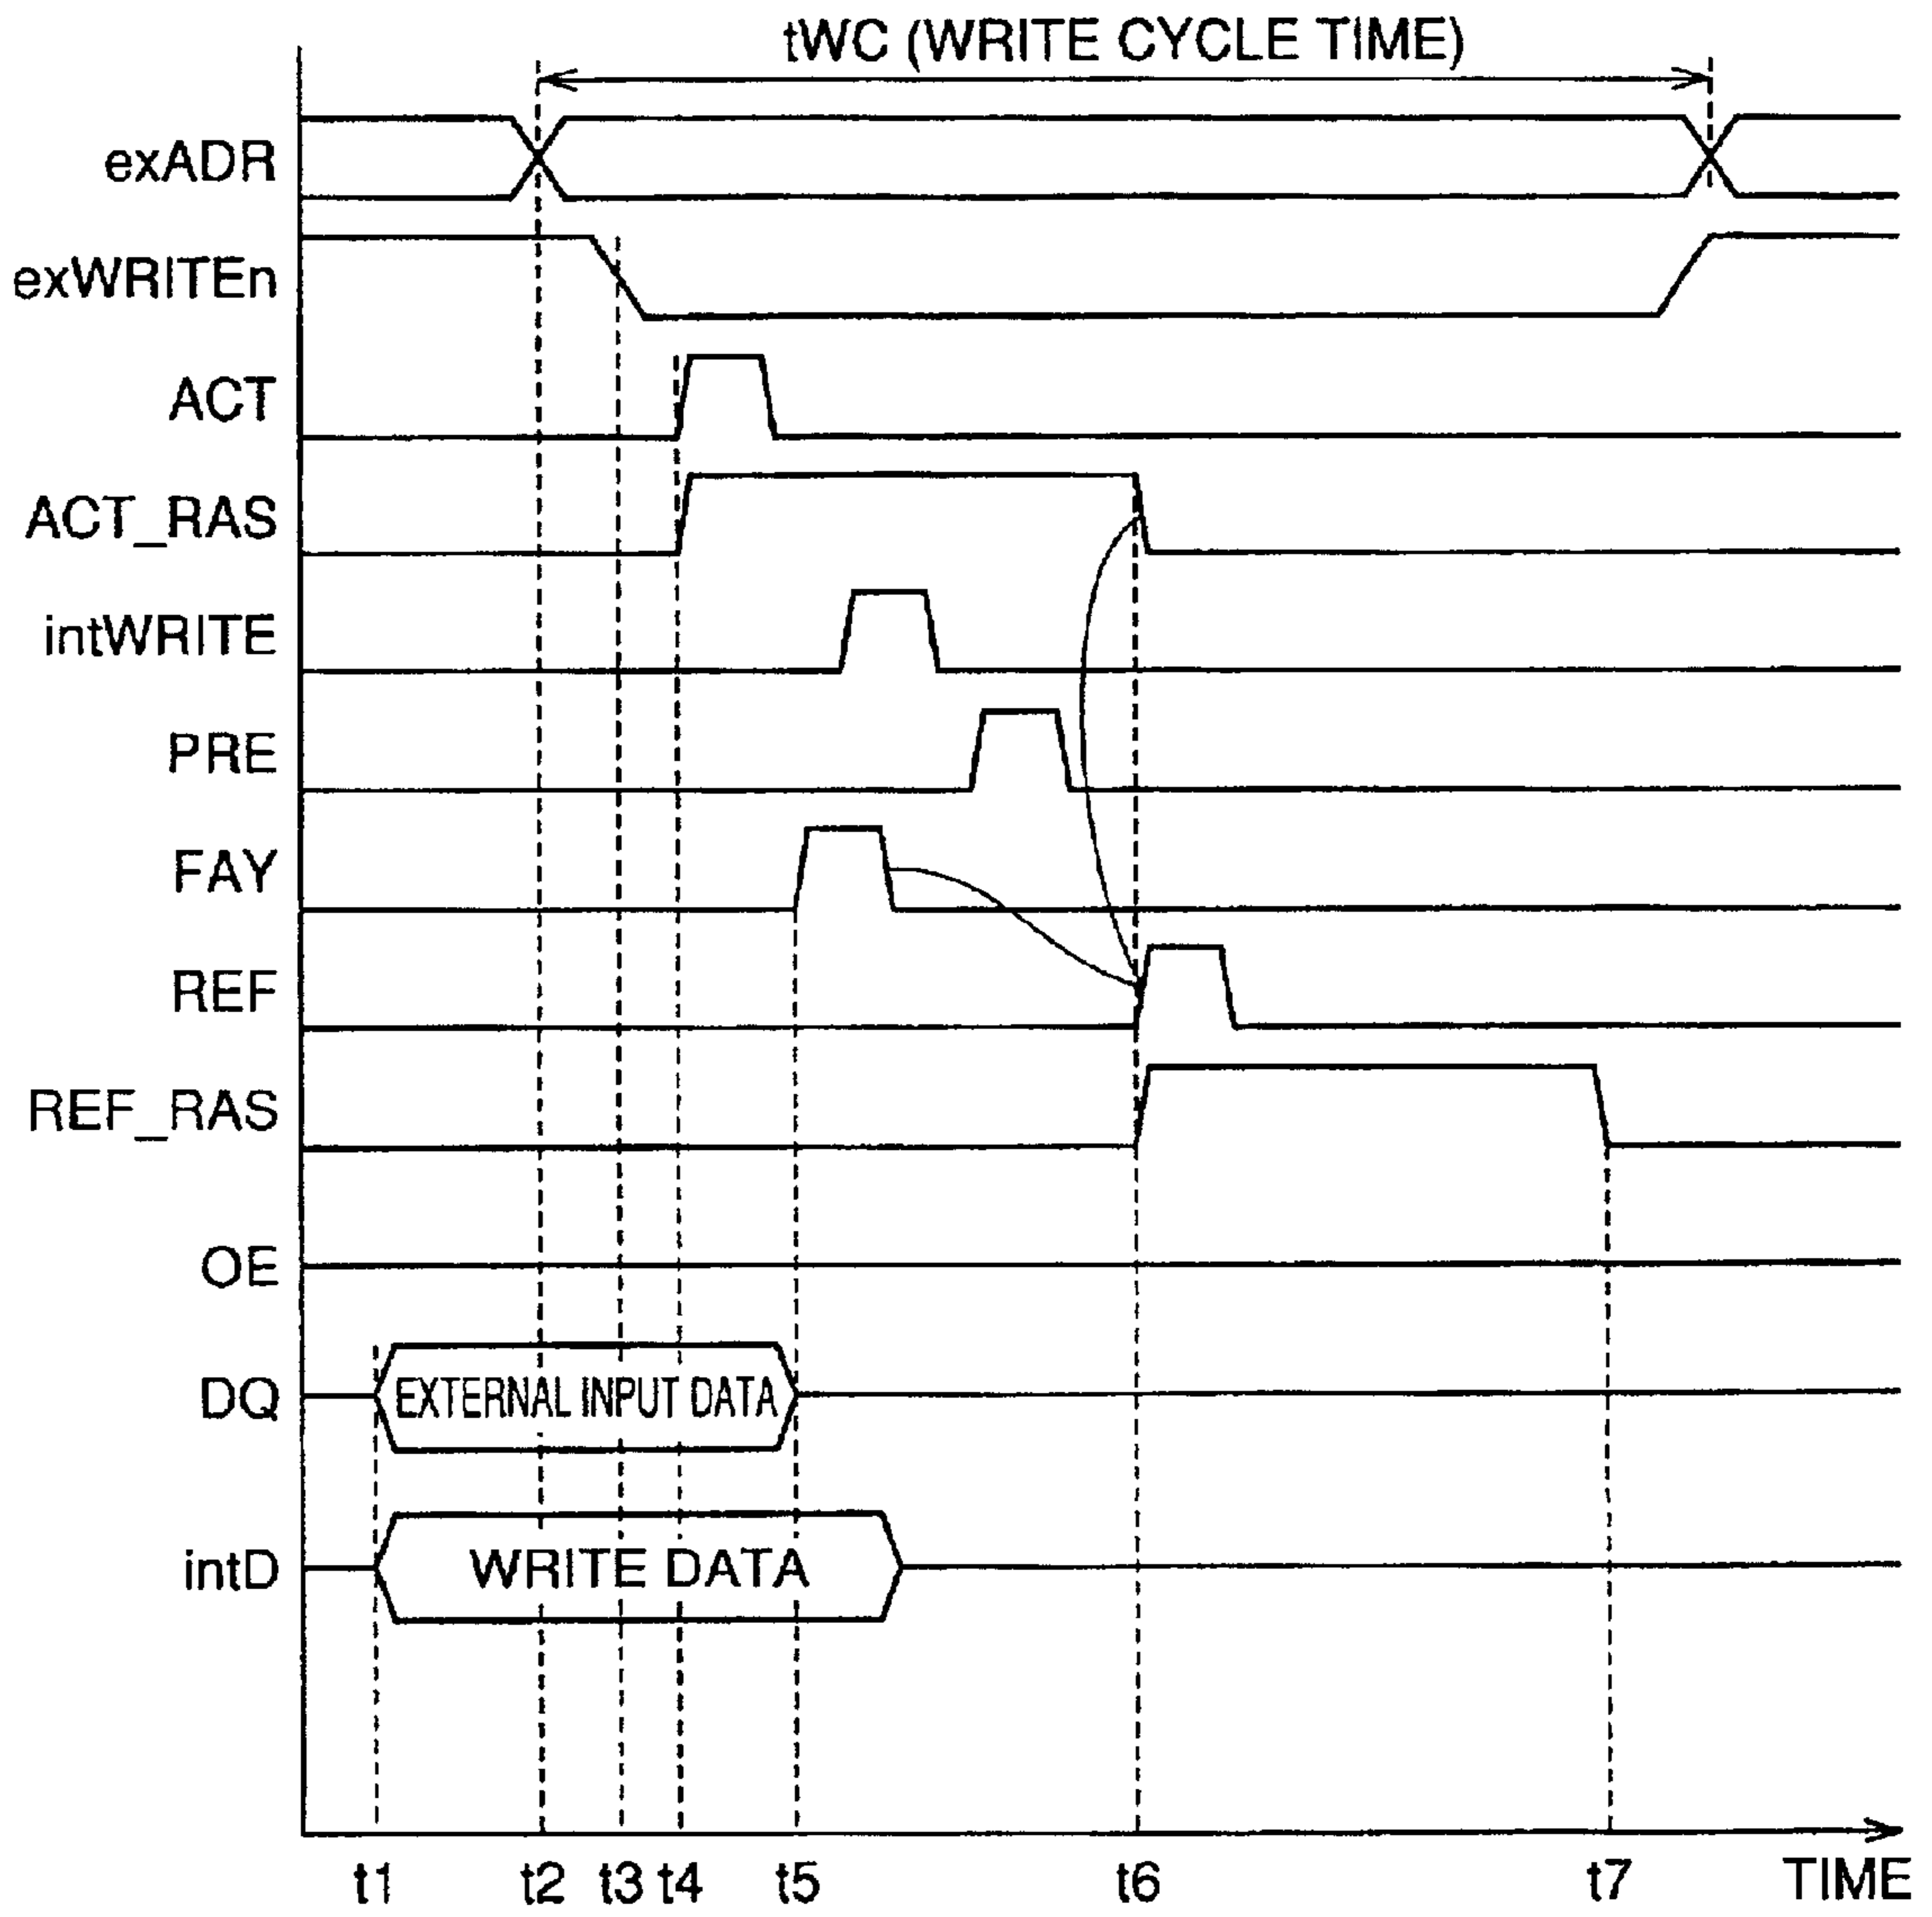 tWC (WRITE CYCLE TIME)
exADR
exWRITEn
ACT
ACT_RAS
intWRITE
PRE
FAY
REF
REF_RAS
OE
DQ EXTERNAL INPUT DATA
intD WRITE DATA
t1 t2 t3 t4 t5 t6 t7 TIME